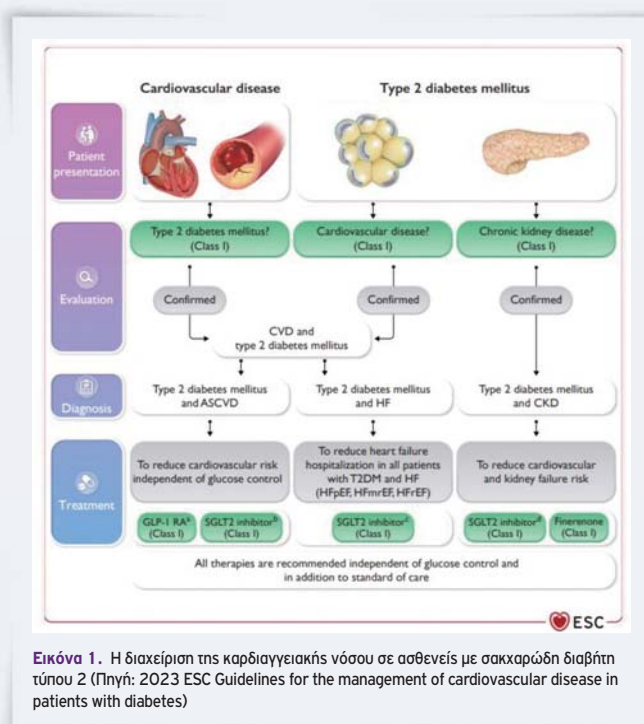 Cardiovascular disease
Type 2 diabetes mellitus
Patient
presentation
Type 2 diabetes mellitus?
(Class I)
Cardiovascular disease?
(Class I)
Chronic kidney disease?
(Class I)
Evaluation
Confirmed
Confirmed
Confirmed
CVD and
type 2 diabetes mellitus
Diagnosis
Type 2 diabetes mellitus
and ASCVD
Type 2 diabetes mellitus
and HF
Type 2 diabetes mellitus
and CKD
Treatment
To reduce cardiovascular risk
independent of glucose control
To reduce heart failure
hospitalization in all patients
with T2DM and HF
(HFpEF, HFmrEF, HFrEF)
To reduce cardiovascular
and kidney failure risk
GLP-1 RAᵃ
(Class I)
SGLT2 inhibitorᵇ
(Class I)
SGLT2 inhibitorᶜ
(Class I)
SGLT2 inhibitorᵈ
(Class I)
Finerenone
(Class I)
All therapies are recommended independent of glucose control and
in addition to standard of care
ESC
Εικόνα 1. Η διαχείριση της καρδιαγγειακής νόσου σε ασθενείς με σακχαρώδη διαβήτη
τύπου 2 (Πηγή: 2023 ESC Guidelines for the management of cardiovascular disease in
patients with diabetes)